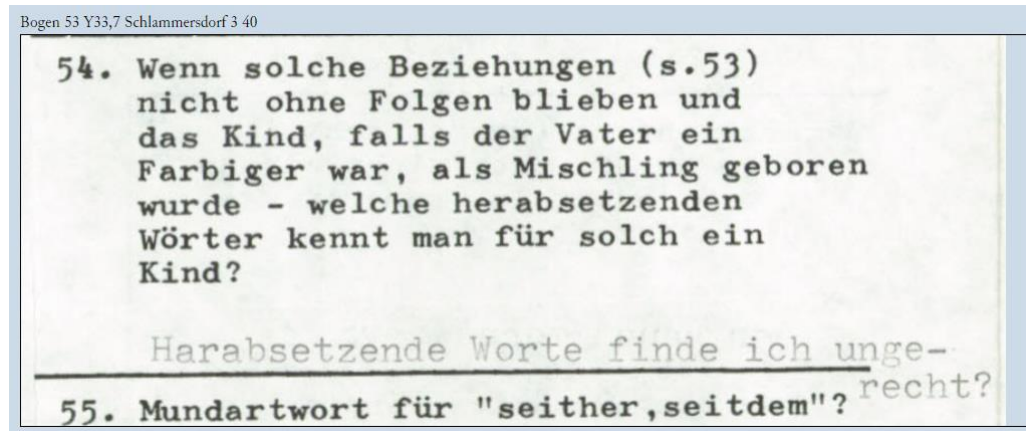 Bogen 53 Y33,7 Schlammersdorf 3 40
54. Wenn solche Beziehungen (s.53)
nicht ohne Folgen blieben und
das Kind, falls der Vater ein
Farbiger war, als Mischling geboren
wurde - welche herabsetzenden
Wörter kennt man für solch ein
Kind?
Harabsetzende Worte finde ich unge-
recht?
55. Mundartwort für "seither,seitdem"?